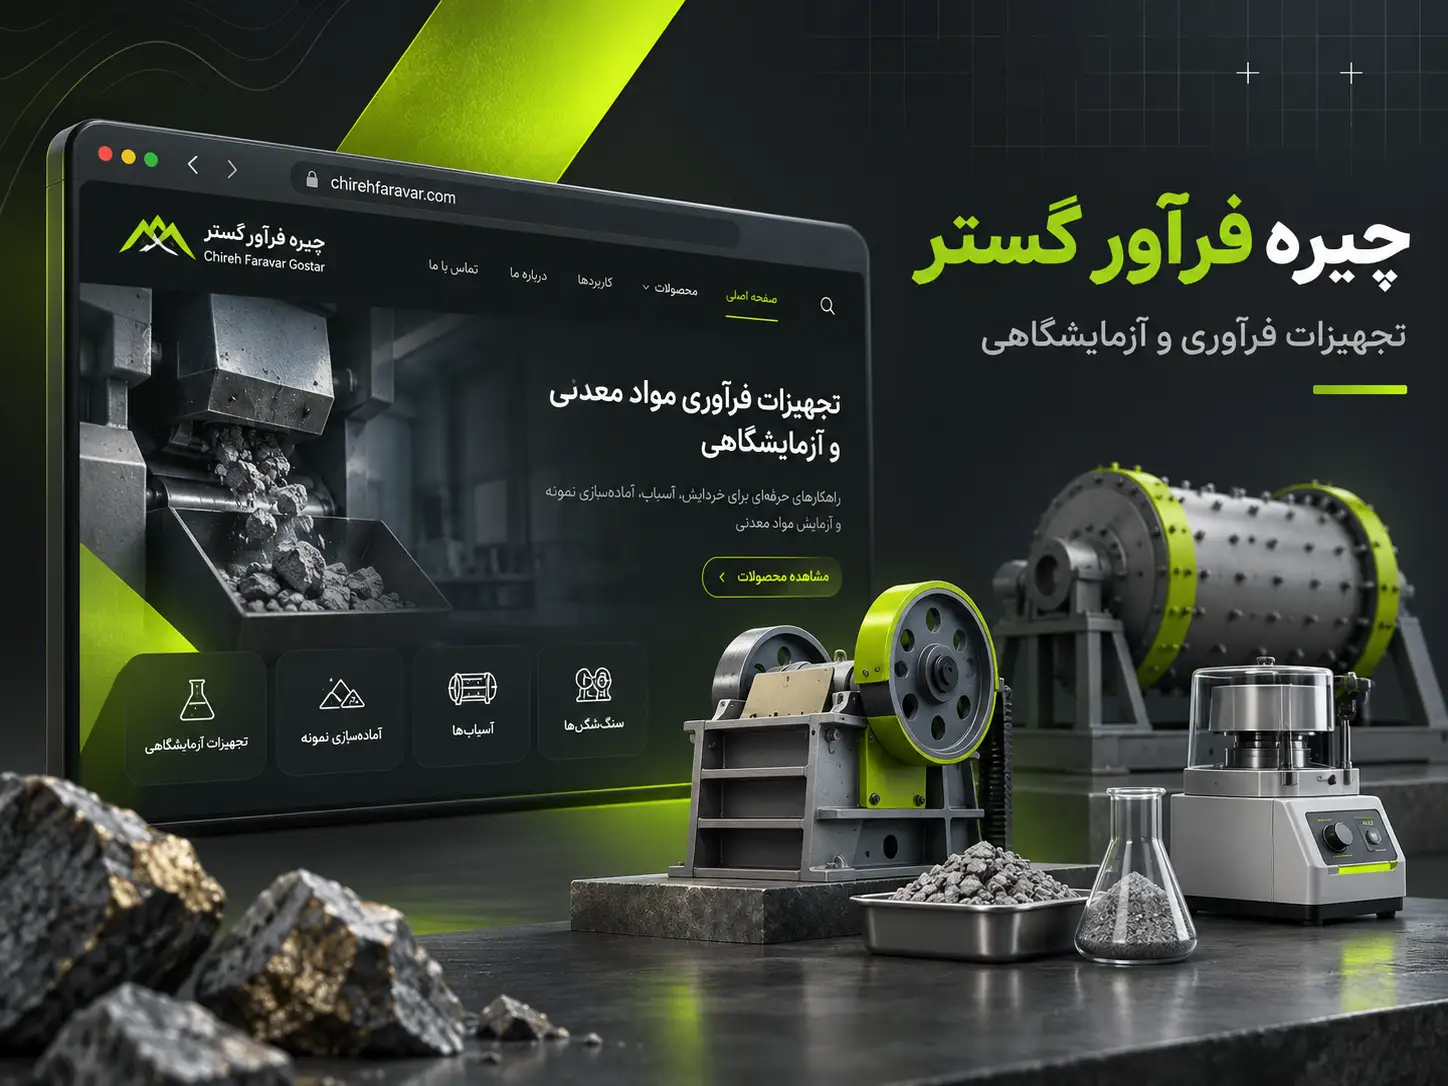 chirehfaravar.com
چیره فرآور گستر
Chireh Faravar Gostar
صفحه اصلی
محصولات
کاربردها
درباره ما
تماس با ما
تجهیزات فرآوری مواد معدنی
و آزمایشگاهی
راهکارهای حرفه‌ای برای خردایش، آسیاب، آماده‌سازی نمونه
و آزمایش مواد معدنی
مشاهده محصولات
سنگ‌شکن‌ها
آسیاب‌ها
آماده‌سازی نمونه
تجهیزات آزمایشگاهی
چیره فرآور گستر
تجهیزات فرآوری و آزمایشگاهی